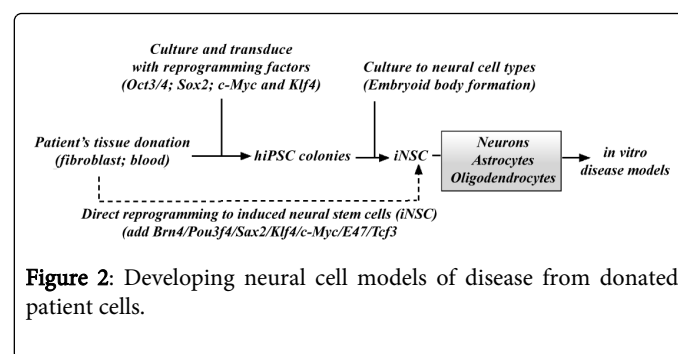 Culture and transduce
with reprogramming factors
(Oct3/4; Sox2; c-Myc and Klf4)
Culture to neural cell types
(Embryoid body formation)
Patient's tissue donation
(fibroblast; blood)
hiPSC colonies
iNSC
Neurons
Astrocytes
Oligodendrocytes
in vitro
disease models
Direct reprogramming to induced neural stem cells (iNSC)
(add Brn4/Pou3f4/Sax2/Klf4/c-Myc/E47/Tcf3
Figure 2: Developing neural cell models of disease from donated
patient cells.